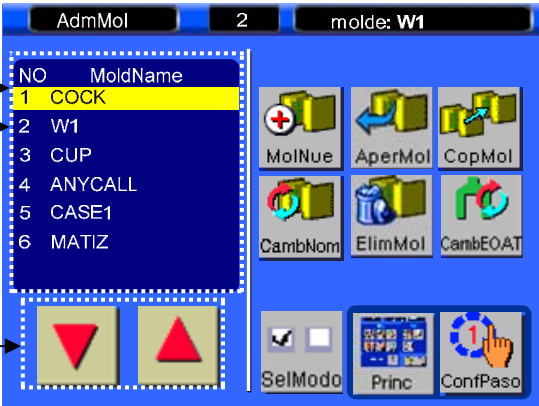 AdmMol 2 molde: W1
NO MoldName
1 COCK
2 W1
3 CUP
4 ANYCALL
5 CASE1
6 MATIZ
MolNue AperMol CopMol
CambNom ElimMol CambEOAT
SelModo Princ ConfPaso
1